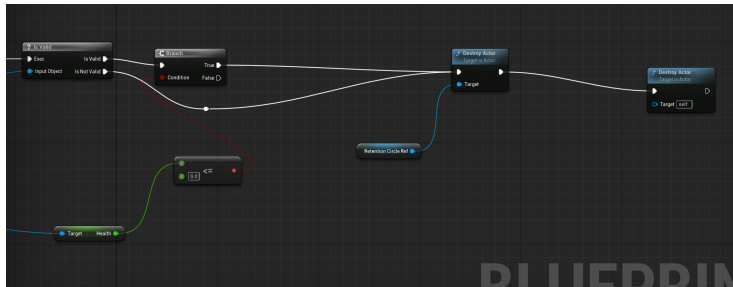 Is Valid
Exec Is Valid
Input Object Is Not Valid
Branch
True
Condition False
Destroy Actor
Target is Actor
Target
Destroy Actor
Target is Actor
Target self
Retention Circle Ref
0.0 <=
Target Health
BLUEPRIN